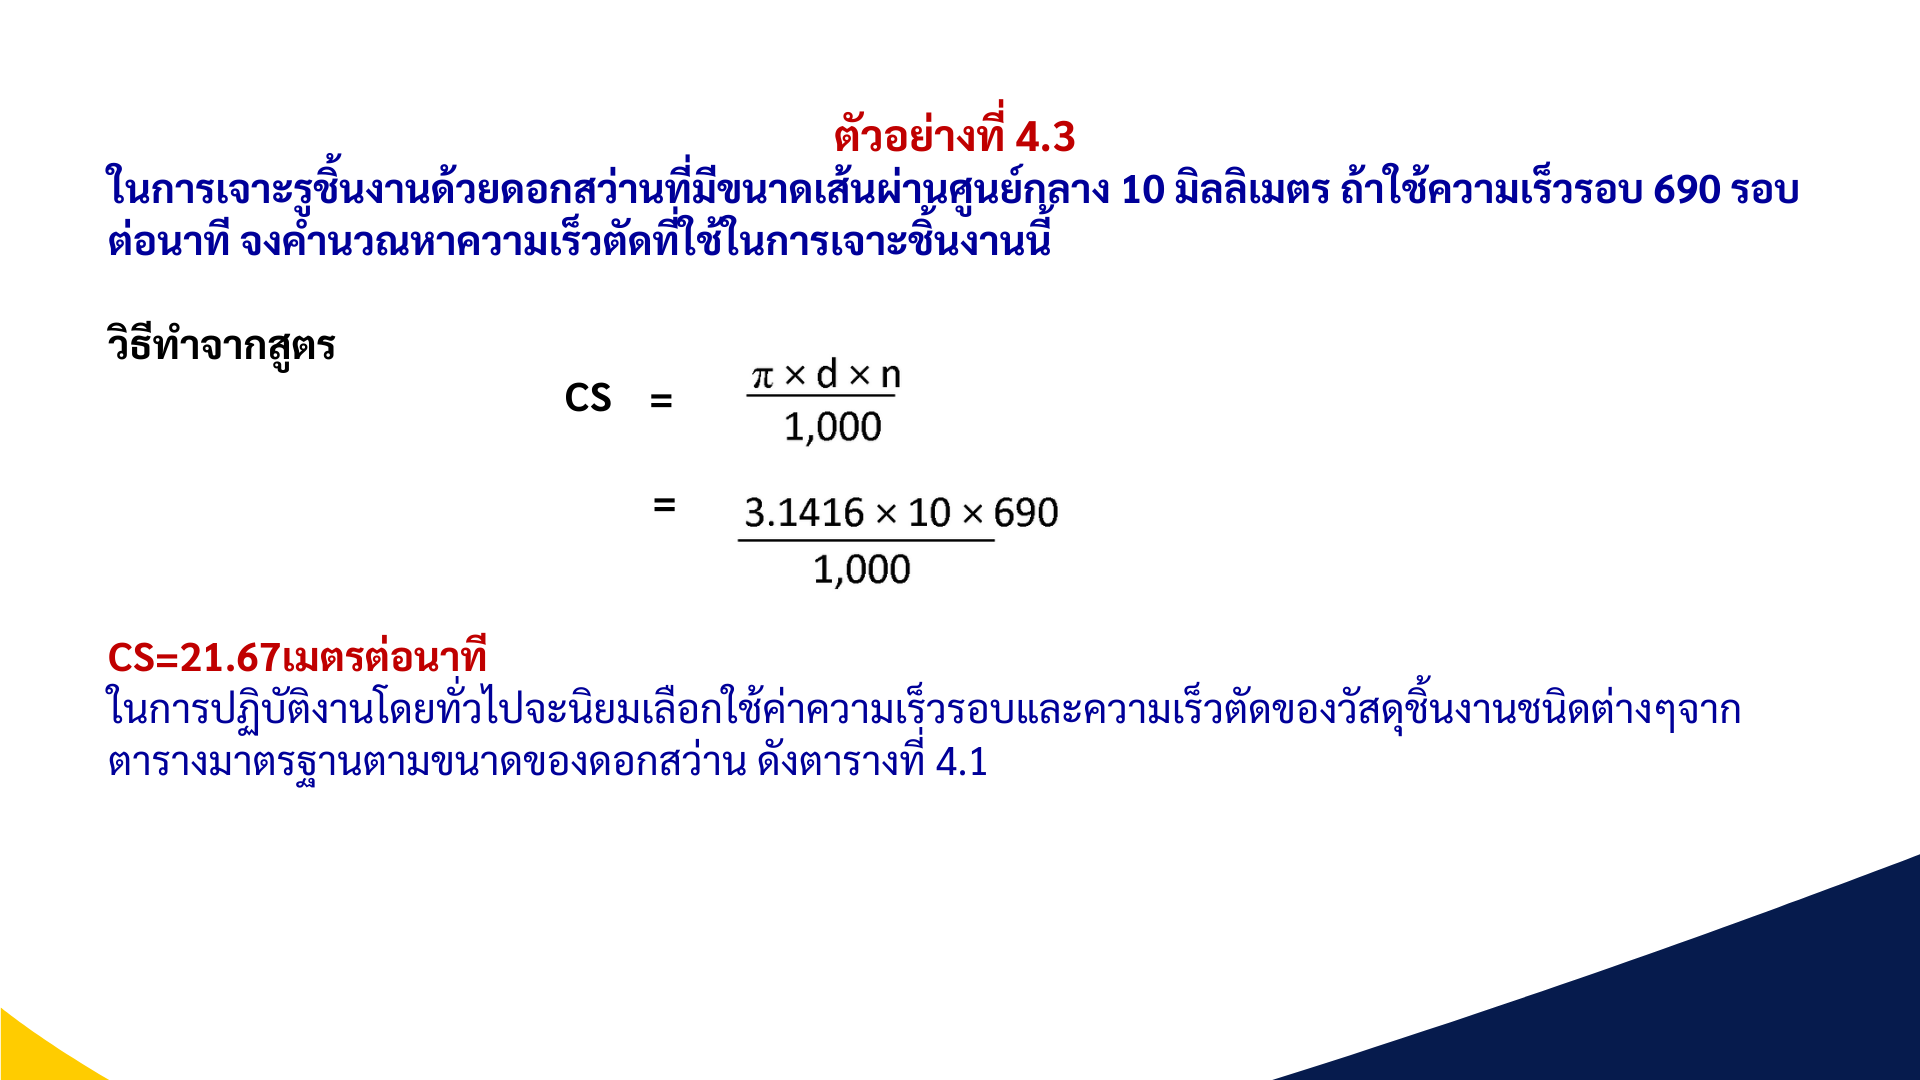 ตัวอย่างที่ 4.3
ในการเจาะรูชิ้นงานด้วยดอกสว่านที่มีขนาดเส้นผ่านศูนย์กลาง 10 มิลลิเมตร ถ้าใช้ความเร็วรอบ 690 รอบ
ต่อนาที จงคำนวณหาความเร็วตัดที่ใช้ในการเจาะชิ้นงานนี้
วิธีทำจากสูตร
π × d × n
CS =
1,000
3.1416 × 10 × 690
=
1,000
CS=21.67เมตรต่อนาที
ในการปฏิบัติงานโดยทั่วไปจะนิยมเลือกใช้ค่าความเร็วรอบและความเร็วตัดของวัสดุชิ้นงานชนิดต่างๆจาก
ตารางมาตรฐานตามขนาดของดอกสว่าน ดังตารางที่ 4.1